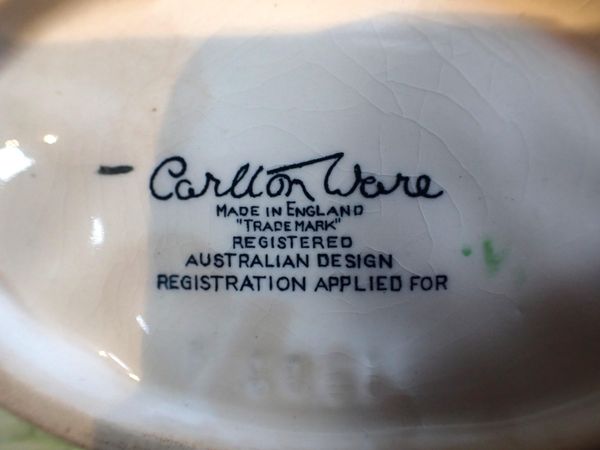 Carlton Ware
MADE IN ENGLAND
"TRADE MARK"
REGISTERED
AUSTRALIAN DESIGN
REGISTRATION APPLIED FOR